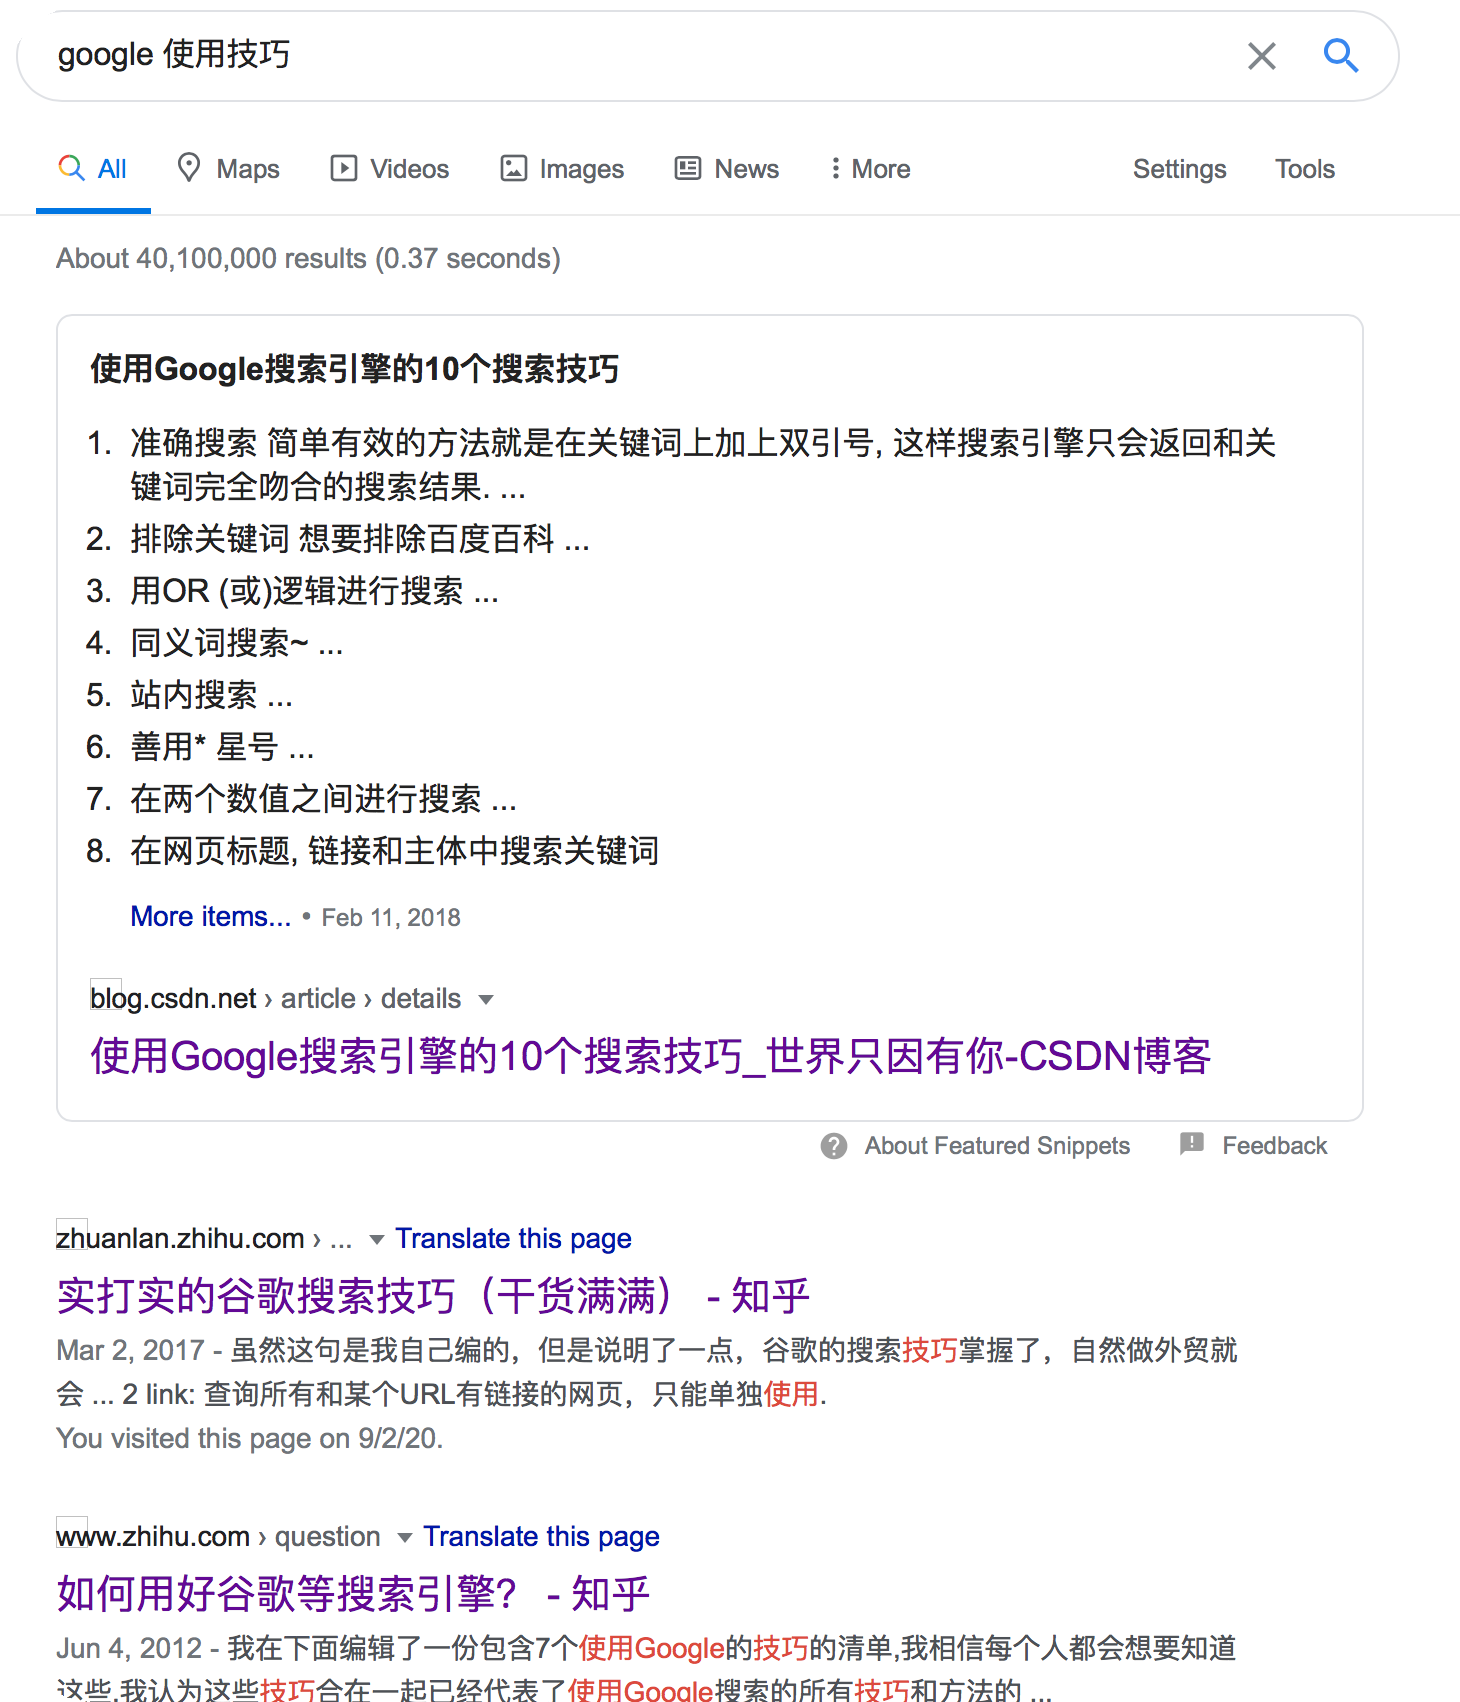 google 使用技巧
All Maps Videos Images News More Settings Tools
About 40,100,000 results (0.37 seconds)
使用Google搜索引擎的10个搜索技巧
1. 准确搜索 简单有效的方法就是在关键词上加上双引号, 这样搜索引擎只会返回和关
键词完全吻合的搜索结果. ...
2. 排除关键词 想要排除百度百科 ...
3. 用OR (或)逻辑进行搜索 ...
4. 同义词搜索~ ...
5. 站内搜索 ...
6. 善用* 星号 ...
7. 在两个数值之间进行搜索 ...
8. 在网页标题, 链接和主体中搜索关键词
More items... • Feb 11, 2018
blog.csdn.net › article › details
使用Google搜索引擎的10个搜索技巧_世界只因有你-CSDN博客
About Featured Snippets Feedback
zhuanlan.zhihu.com › ... Translate this page
实打实的谷歌搜索技巧（干货满满） - 知乎
Mar 2, 2017 - 虽然这句是我自己编的，但是说明了一点，谷歌的搜索技巧掌握了，自然做外贸就
会 ... 2 link: 查询所有和某个URL有链接的网页，只能单独使用.
You visited this page on 9/2/20.
www.zhihu.com › question Translate this page
如何用好谷歌等搜索引擎？ - 知乎
Jun 4, 2012 - 我在下面编辑了一份包含7个使用Google的技巧的清单,我相信每个人都会想要知道
这些,我认为这些技巧合在一起已经代表了使用Google搜索的所有技巧和方法的 ...